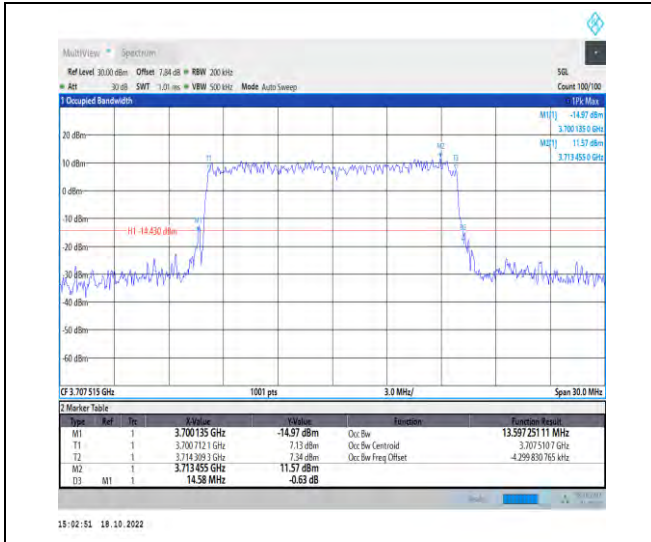 MultiView Spectrum
Ref Level 30.00 dBm Offset 7.84 dB RBW 200 kHz SGL
Att 30 dB SWT 1.01 ms VBW 500 kHz Mode Auto Sweep Count 100/100
1 Occupied Bandwidth 1Pk Max
M1[1] -14.97 dBm
3.700 135 0 GHz
M2[1] 11.57 dBm
3.713 455 0 GHz
20 dBm
M2
T1 T2
10 dBm
0 dBm
-10 dBm
M1
H1 -14.430 dBm
D3
-20 dBm
-30 dBm
-40 dBm
-50 dBm
-60 dBm
CF 3.707 515 GHz 1001 pts 3.0 MHz/ Span 30.0 MHz
2 Marker Table
Type Ref Trc X-Value Y-Value Function Function Result
M1 1 3.700135 GHz -14.97 dBm Occ Bw 13.597 251 11 MHz
T1 1 3.700 712 1 GHz 7.13 dBm Occ Bw Centroid 3.707 510 7 GHz
T2 1 3.714 309 3 GHz 7.34 dBm Occ Bw Freq Offset -4.299 830 765 kHz
M2 1 3.713 455 GHz 11.57 dBm
D3 M1 1 14.58 MHz -0.63 dB
15:02:51 18.10.2022